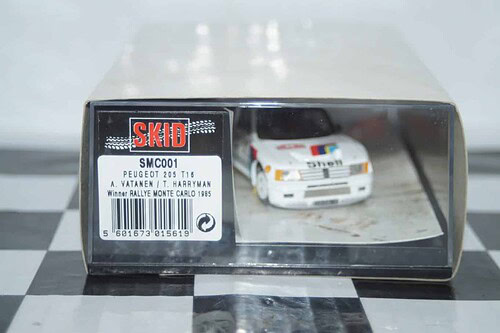 SKID
SMC001
PEUGEOT 205 T16
A. VATANEN / T. HARRYMAN
Winner RALLYE MONTE CARLO 1985
5 601673 015619
Shell